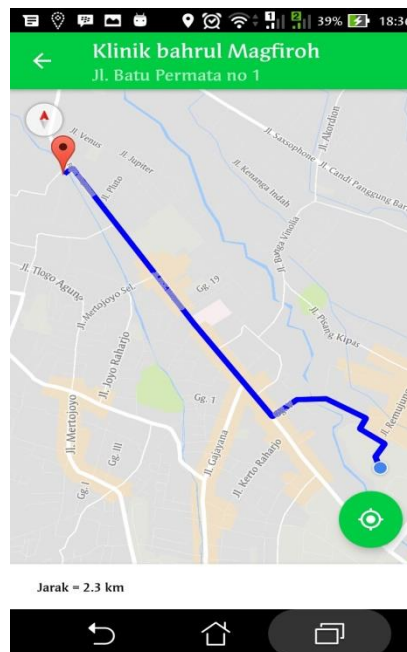 39% 18:36
Klinik bahrul Magfiroh
Jl. Batu Permata no 1
Jl. Venus
Jl. Jupiter
Jl. Pluto
Jl. Akordion
Jl. Saxsophone
Jl. Candi Panggung Bar
Jl. Kenanga Indah
Jl. Bunga Vinolia
Jl. Tlogo Agung
Jl. Mertojoyo Sel.
Gg. 19
Jl. Pisang Kipas
Jl. Joyo Raharjo
Gg. 1
Jl. Remujung
Jl. Mertojoyo
Gg. III
Jl. Gajayana
Jl. Kerto Raharjo
Gg. I
Jarak = 2.3 km